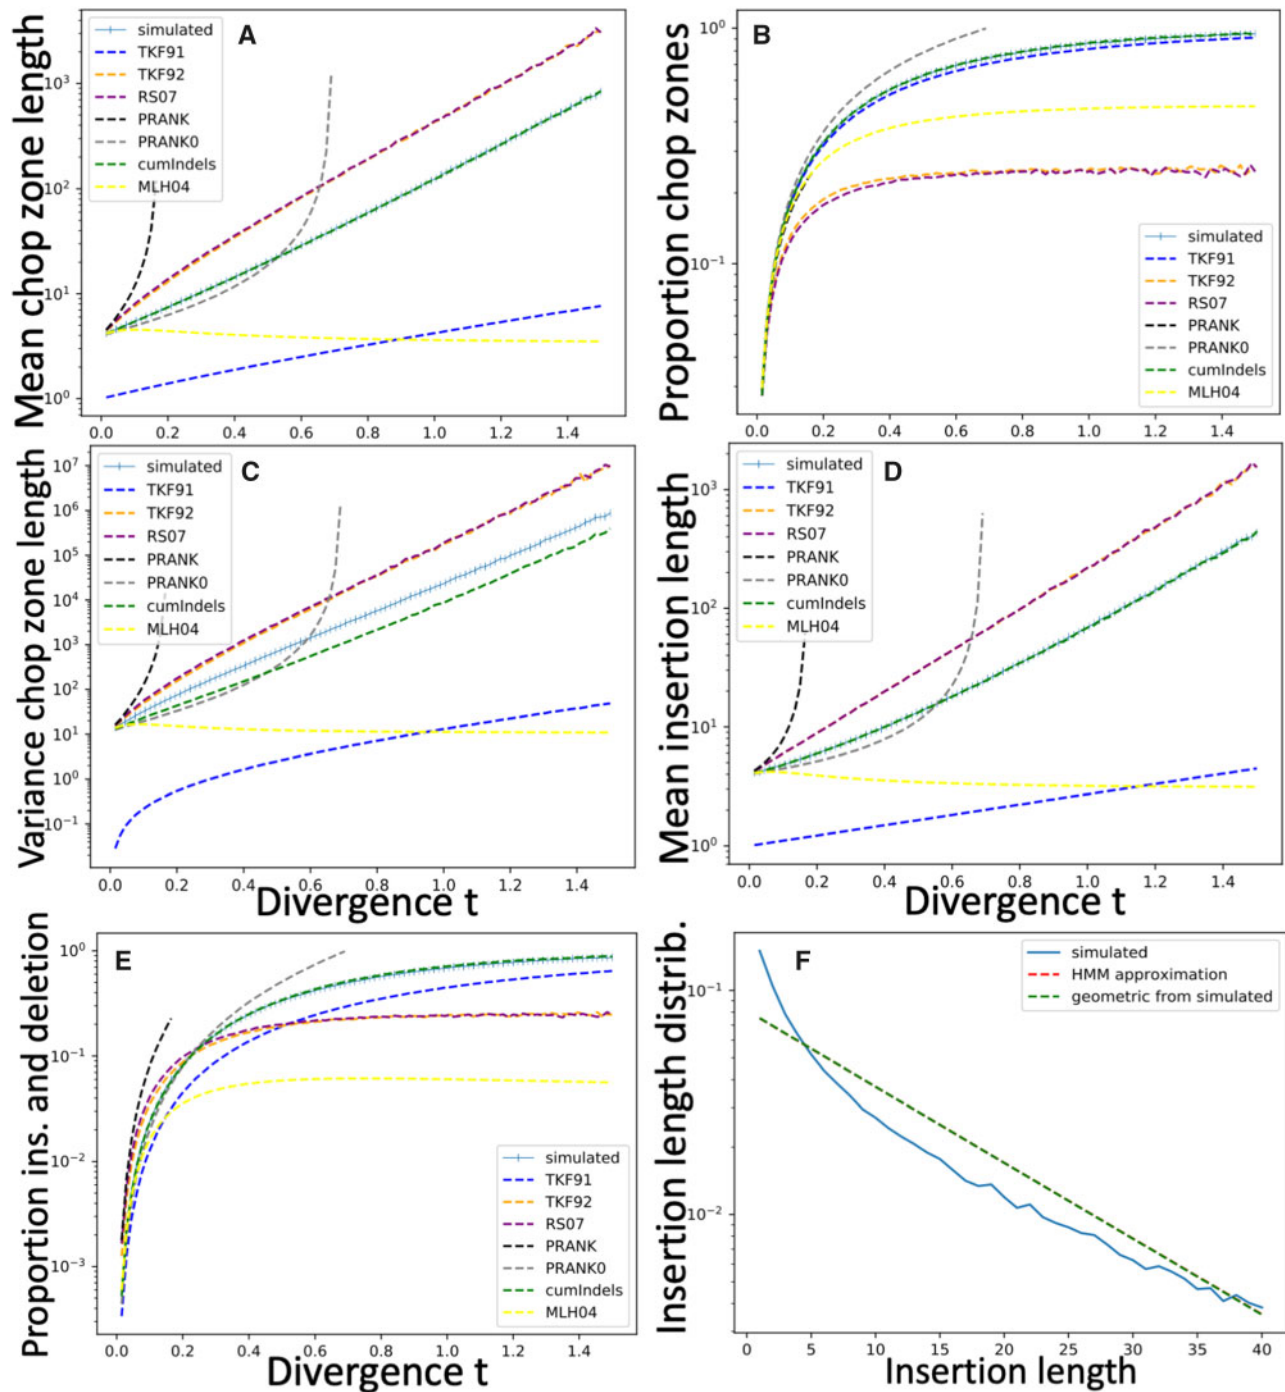 Mean chop zone length
A
simulated
TKF91
TKF92
RS07
PRANK
PRANK0
cumIndels
MLH04
10³
10²
10¹
10⁰
0.0 0.2 0.4 0.6 0.8 1.0 1.2 1.4
Proportion chop zones
B
10⁰
10⁻¹
simulated
TKF91
TKF92
RS07
PRANK
PRANK0
cumIndels
MLH04
0.0 0.2 0.4 0.6 0.8 1.0 1.2 1.4
Variance chop zone length
C
simulated
TKF91
TKF92
RS07
PRANK
PRANK0
cumIndels
MLH04
10⁷
10⁶
10⁵
10⁴
10³
10²
10¹
10⁰
10⁻¹
0.0 0.2 0.4 0.6 0.8 1.0 1.2 1.4
Divergence t
Mean insertion length
D
simulated
TKF91
TKF92
RS07
PRANK
PRANK0
cumIndels
MLH04
10³
10²
10¹
10⁰
0.0 0.2 0.4 0.6 0.8 1.0 1.2 1.4
Divergence t
Proportion ins. and deletion
E
10⁰
10⁻¹
10⁻²
10⁻³
simulated
TKF91
TKF92
RS07
PRANK
PRANK0
cumIndels
MLH04
0.0 0.2 0.4 0.6 0.8 1.0 1.2 1.4
Divergence t
Insertion length distrib.
F
simulated
HMM approximation
geometric from simulated
10⁻¹
10⁻²
0 5 10 15 20 25 30 35 40
Insertion length